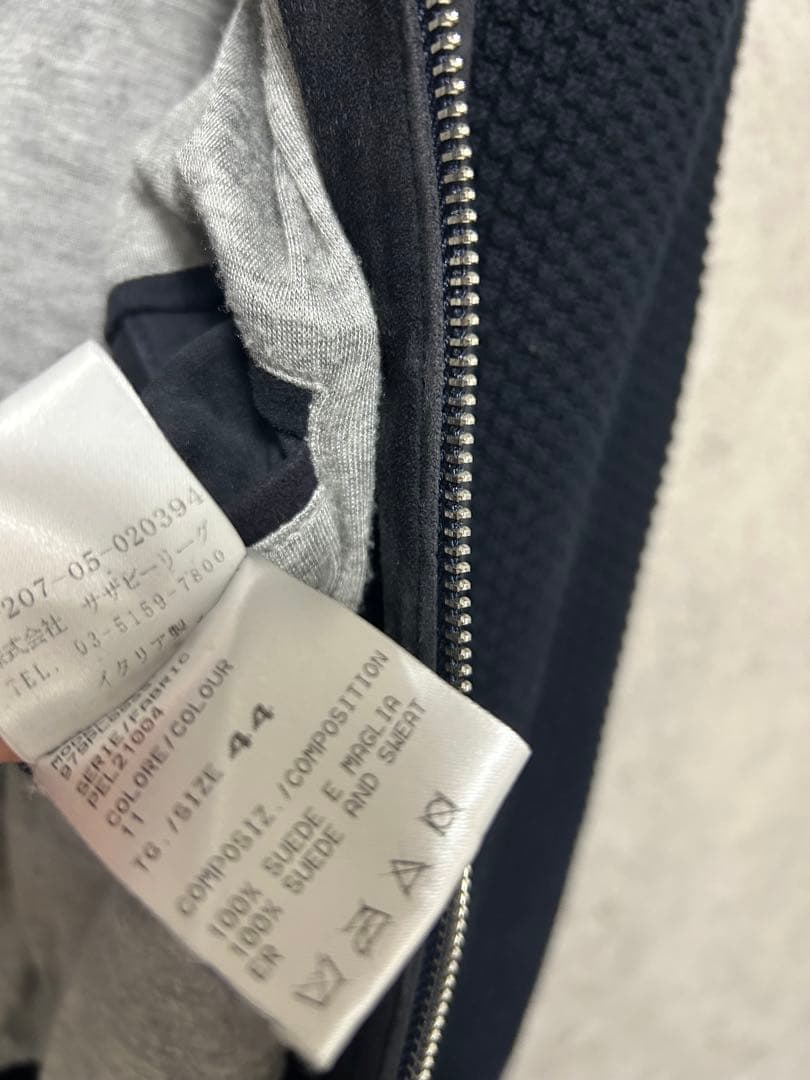 207-05-020394
式会社 サザビーリーグ
TEL. 03-5159-7800
イタリア製
SERIE/FABRIC
PEL21004
COLORE/COLOUR
11
TG./SIZE 44
COMPOSIZ./COMPOSITION
100% SUEDE E MAGLIA
100% SUEDE AND SWEAT
ER